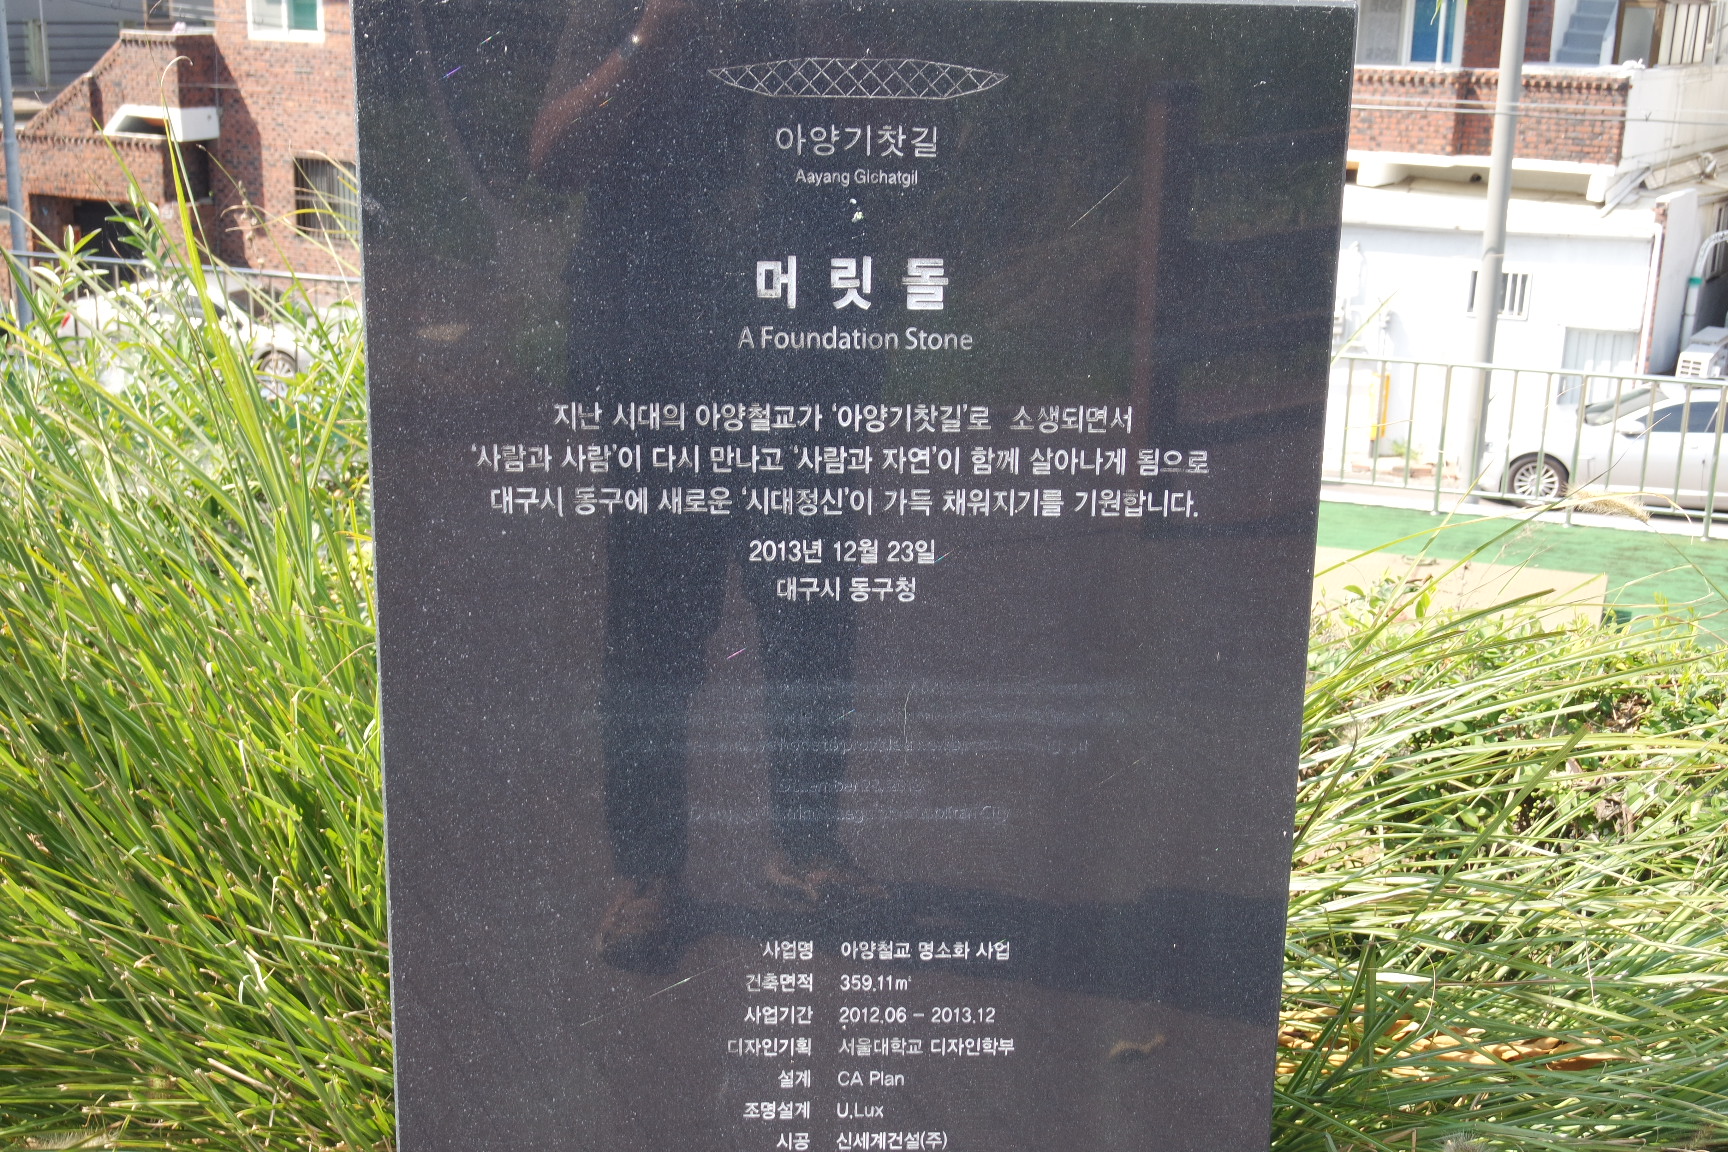 아양기찻길
Aayang Gichatgil
머릿돌
A Foundation Stone
지난 시대의 아양철교가 ‘아양기찻길’로 소생되면서
‘사람과 사람’이 다시 만나고 ‘사람과 자연’이 함께 살아나게 됨으로
대구시 동구에 새로운 ‘시대정신’이 가득 채워지기를 기원합니다.
2013년 12월 23일
대구시 동구청
사업명 아양철교 명소화 사업
건축면적 359.11㎡
사업기간 2012.06 - 2013.12
디자인기획 서울대학교 디자인학부
설계 CA Plan
조명설계 U.Lux
시공 신세계건설(주)